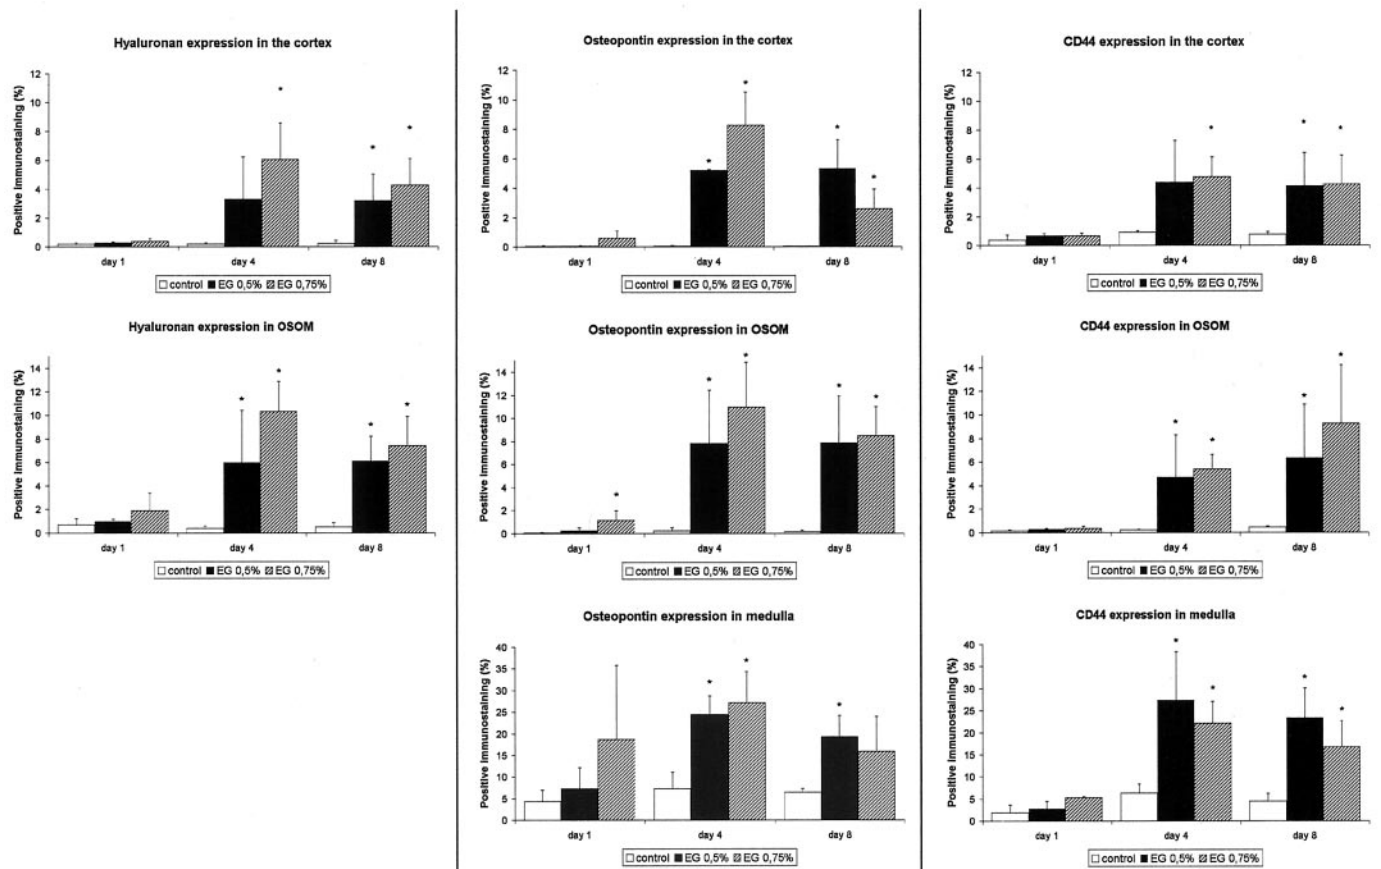 Hyaluronan expression in the cortex
Positive immunostaining (%)
12
10
8
6
4
2
0
* * *
day 1 day 4 day 8
control EG 0,5% EG 0,75%
Hyaluronan expression in OSOM
Positive immunostaining (%)
14
12
10
8
6
4
2
0
* * * *
day 1 day 4 day 8
control EG 0,5% EG 0,75%
Osteopontin expression in the cortex
Positive immunostaining (%)
12
10
8
6
4
2
0
* * * *
day 1 day 4 day 8
control EG 0,5% EG 0,75%
Osteopontin expression in OSOM
Positive immunostaining (%)
14
12
10
8
6
4
2
0
* * * * *
day 1 day 4 day 8
control EG 0,5% EG 0,75%
Osteopontin expression in medulla
Positive immunostaining (%)
40
35
30
25
20
15
10
5
0
* * *
day 1 day 4 day 8
control EG 0,5% EG 0,75%
CD44 expression in the cortex
Positive immunostaining (%)
12
10
8
6
4
2
0
* * *
day 1 day 4 day 8
control EG 0,5% EG 0,75%
CD44 expression in OSOM
Positive immunostaining (%)
14
12
10
8
6
4
2
0
* * * *
day 1 day 4 day 8
control EG 0,5% EG 0,75%
CD44 expression in medulla
Positive immunostaining (%)
40
35
30
25
20
15
10
5
0
* * * *
day 1 day 4 day 8
control EG 0,5% EG 0,75%